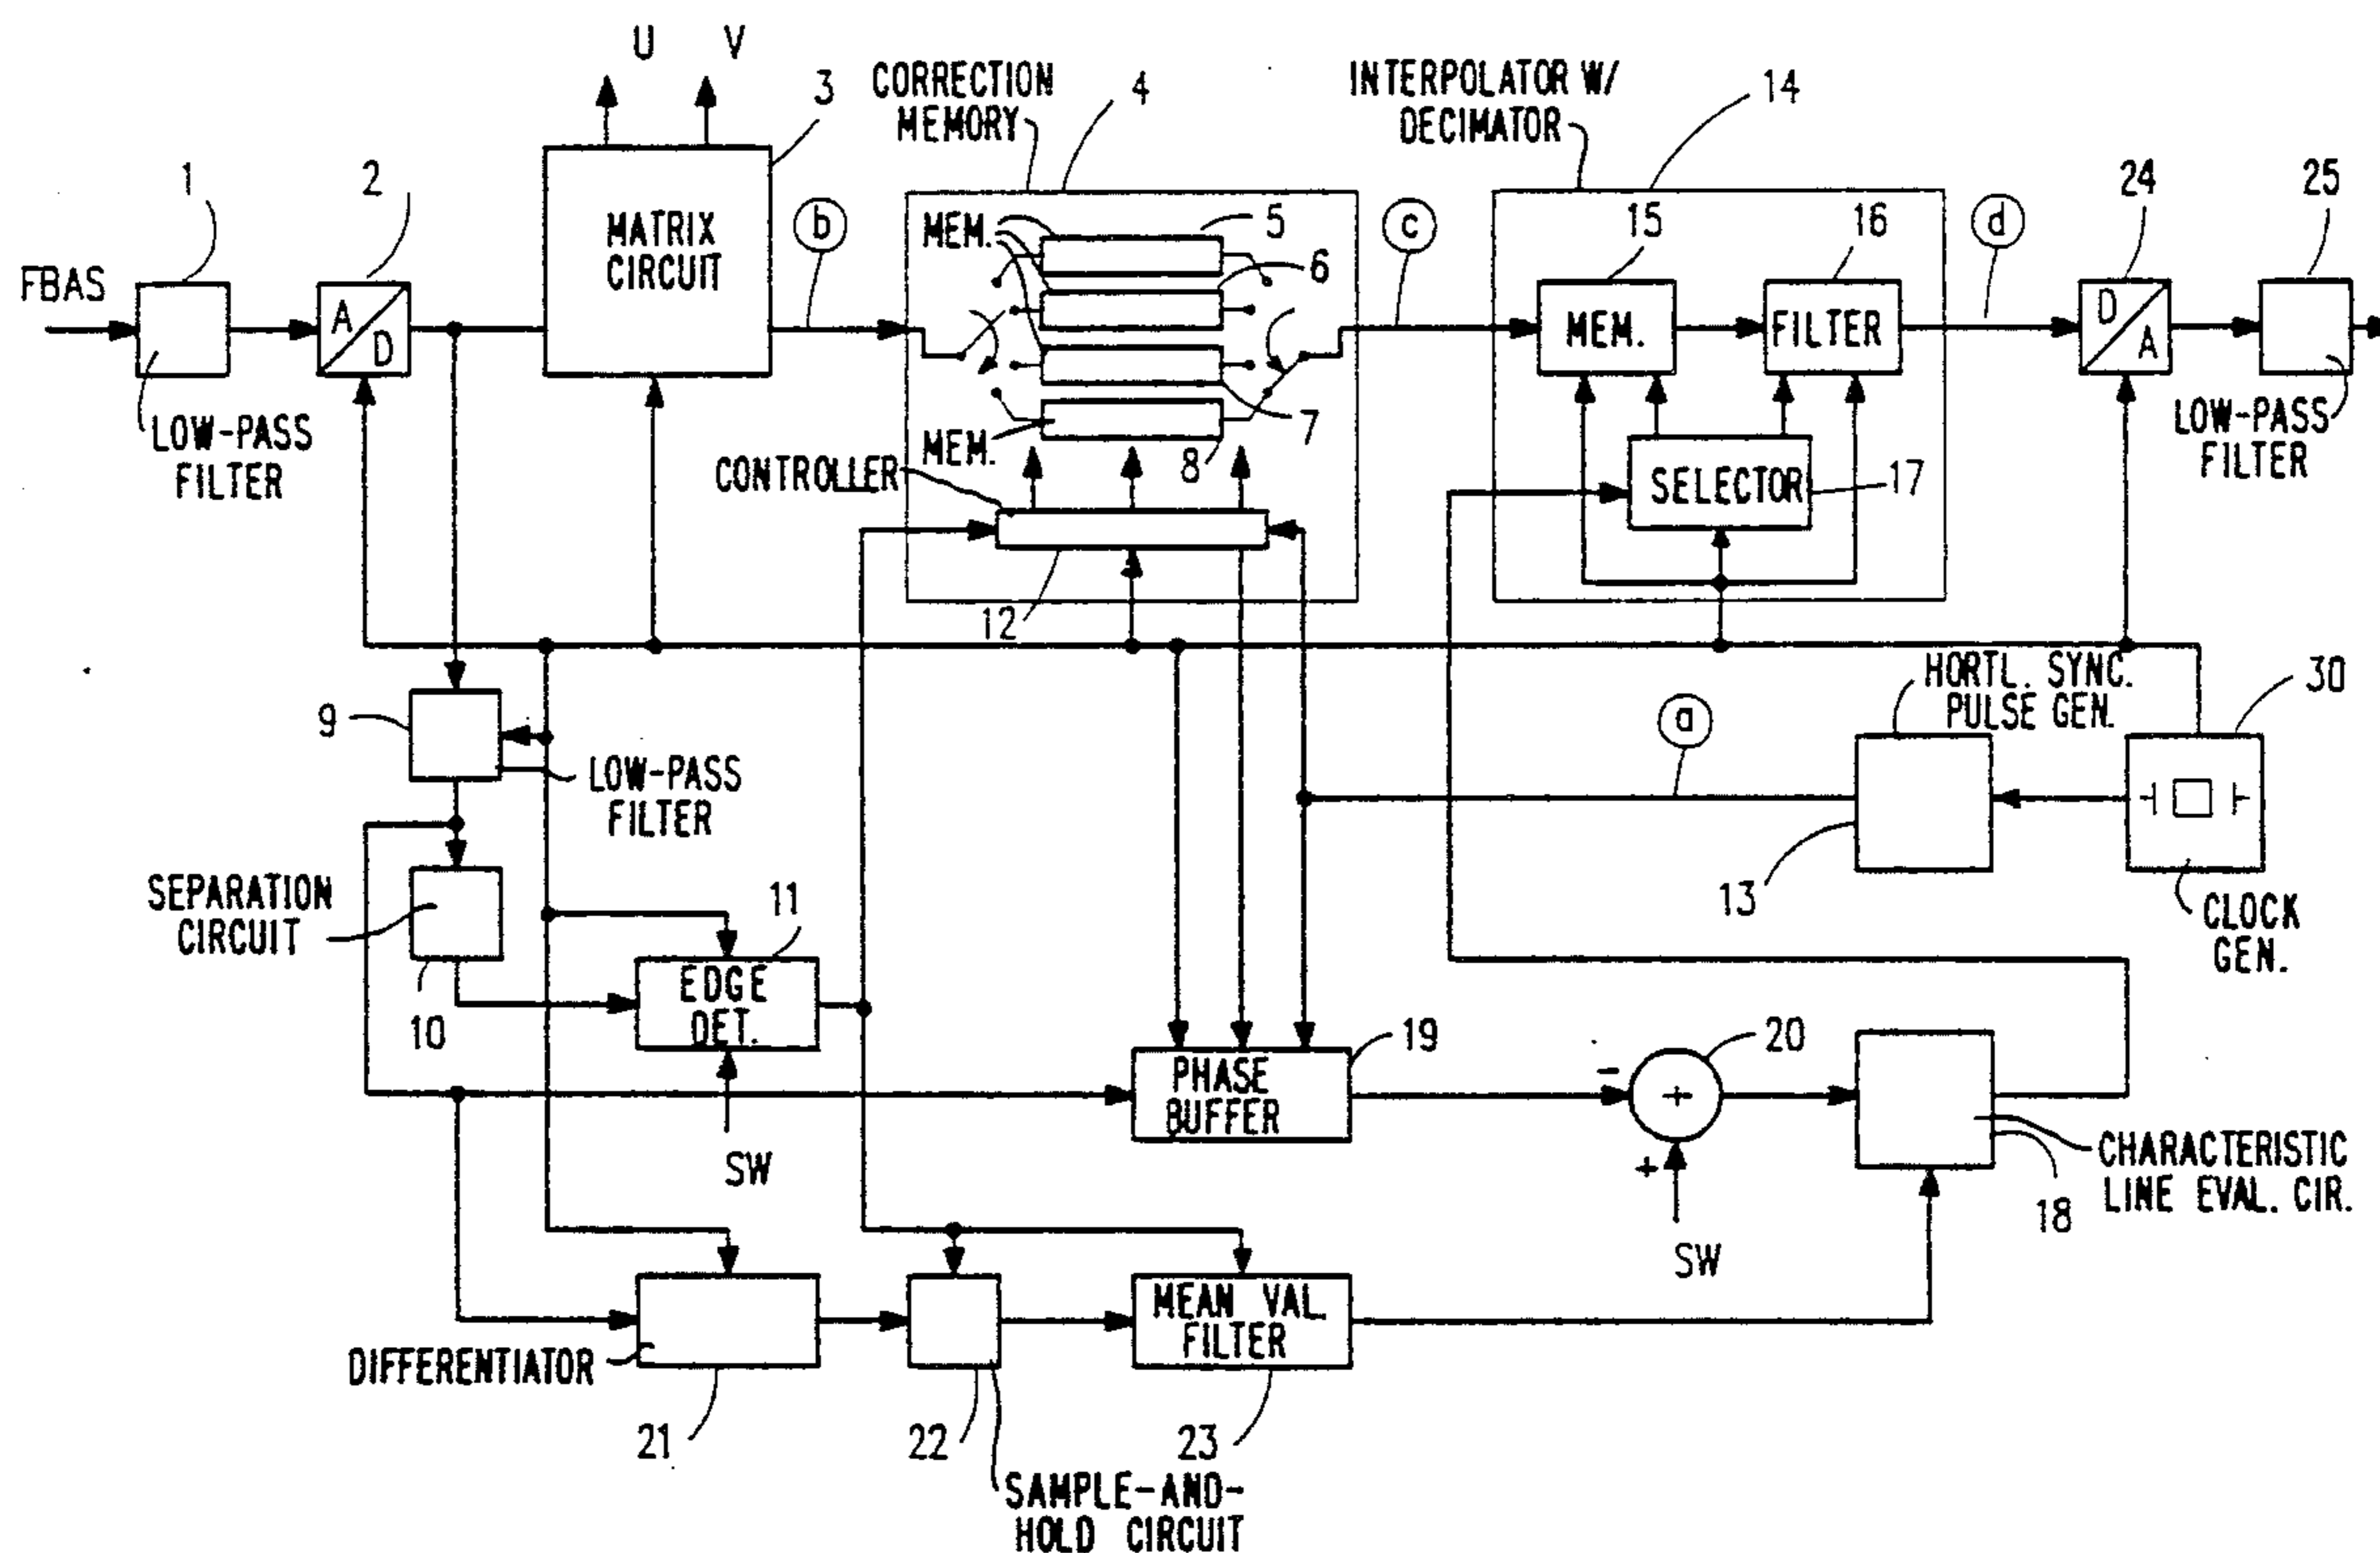 U V
3
CORRECTION
MEMORY
4
INTERPOLATOR W/
DECIMATOR
14
1
2
MATRIX
CIRCUIT
b
MEM.
5
6
c
15
16
d
24
25
FBAS
A
D
MEM.
FILTER
D
A
7
LOW-PASS
FILTER
MEM.
8
CONTROLLER
SELECTOR
17
LOW-PASS
FILTER
12
HORTL. SYNC.
PULSE GEN.
30
9
a
LOW-PASS
FILTER
13
SEPARATION
CIRCUIT
11
CLOCK
GEN.
EDGE
DET.
10
19
20
PHASE
BUFFER
-
+
SW
+
CHARACTERISTIC
LINE EVAL. CIR.
18
SW
MEAN VAL.
FILTER
DIFFERENTIATOR
21
22
23
SAMPLE-AND-
HOLD CIRCUIT